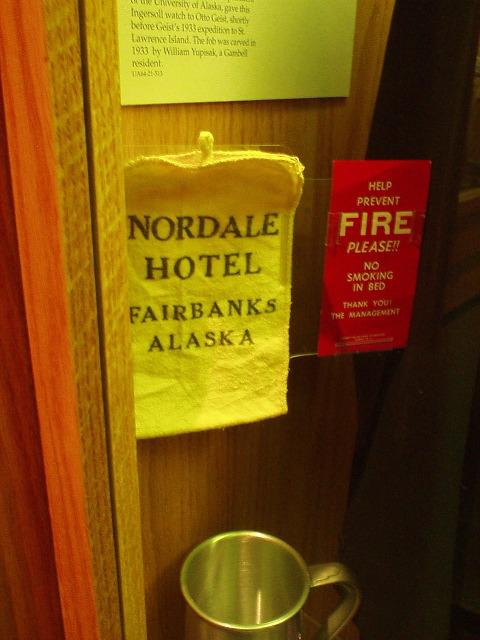 of the University of Alaska, gave this
Ingersoll watch to Otto Geist, shortly
before Geist's 1933 expedition to St.
Lawrence Island. The fob was carved in
1933 by William Yupisak, a Gambell
resident.
NORDALE
HOTEL
FAIRBANKS
ALASKA
HELP
PREVENT
FIRE
PLEASE!!
NO
SMOKING
IN BED
THANK YOU!
THE MANAGEMENT